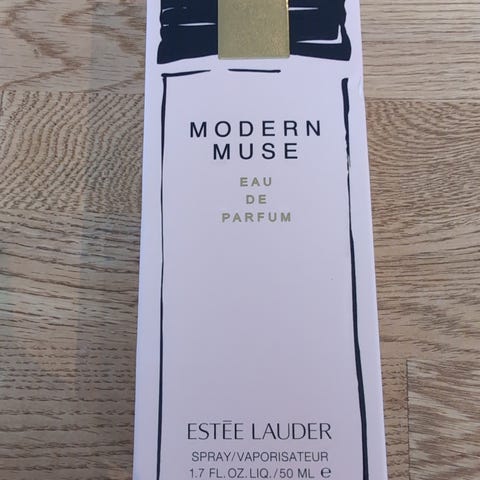 MODERN
MUSE
EAU
DE
PARFUM
ESTĒE LAUDER
SPRAY/VAPORISATEUR
1.7 FL.OZ.LIQ./50 ML ℮